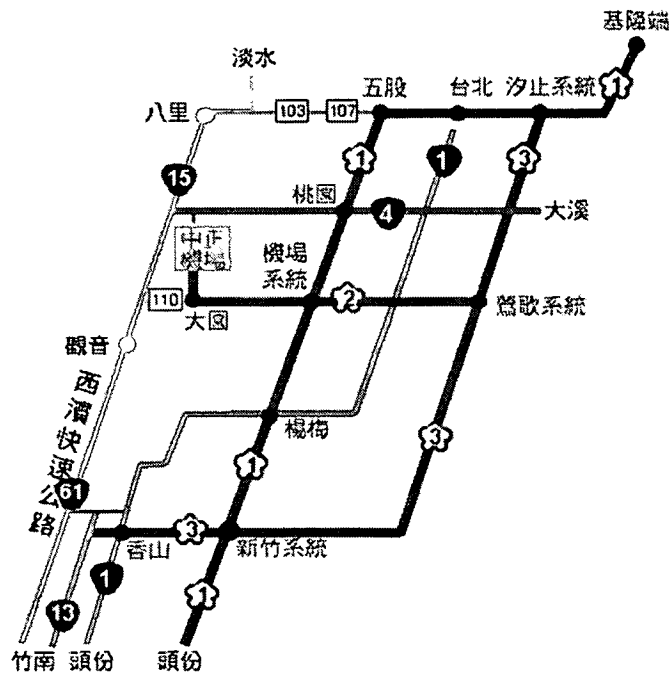 基隆端
1
淡水
五股
台北
汐止系統
八里
103
107
1
1
3
15
桃園
4
大溪
中正
機場
機場
系統
110
大園
2
鶯歌系統
觀音
西濱快速公路
楊梅
3
1
61
香山
3
新竹系統
1
13
1
竹南
頭份
頭份